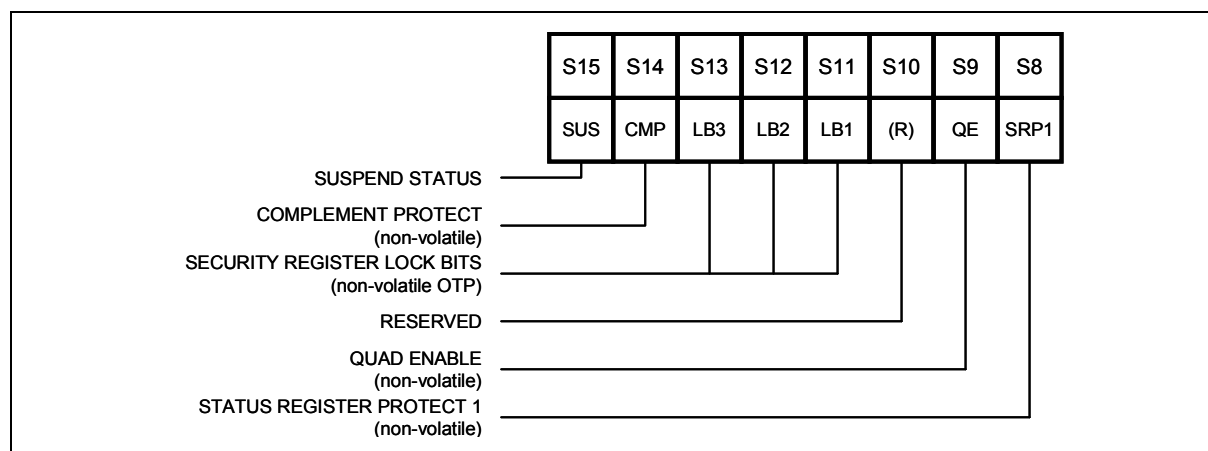 S15 S14 S13 S12 S11 S10 S9 S8
SUS CMP LB3 LB2 LB1 (R) QE SRP1
SUSPEND STATUS
COMPLEMENT PROTECT
(non-volatile)
SECURITY REGISTER LOCK BITS
(non-volatile OTP)
RESERVED
QUAD ENABLE
(non-volatile)
STATUS REGISTER PROTECT 1
(non-volatile)